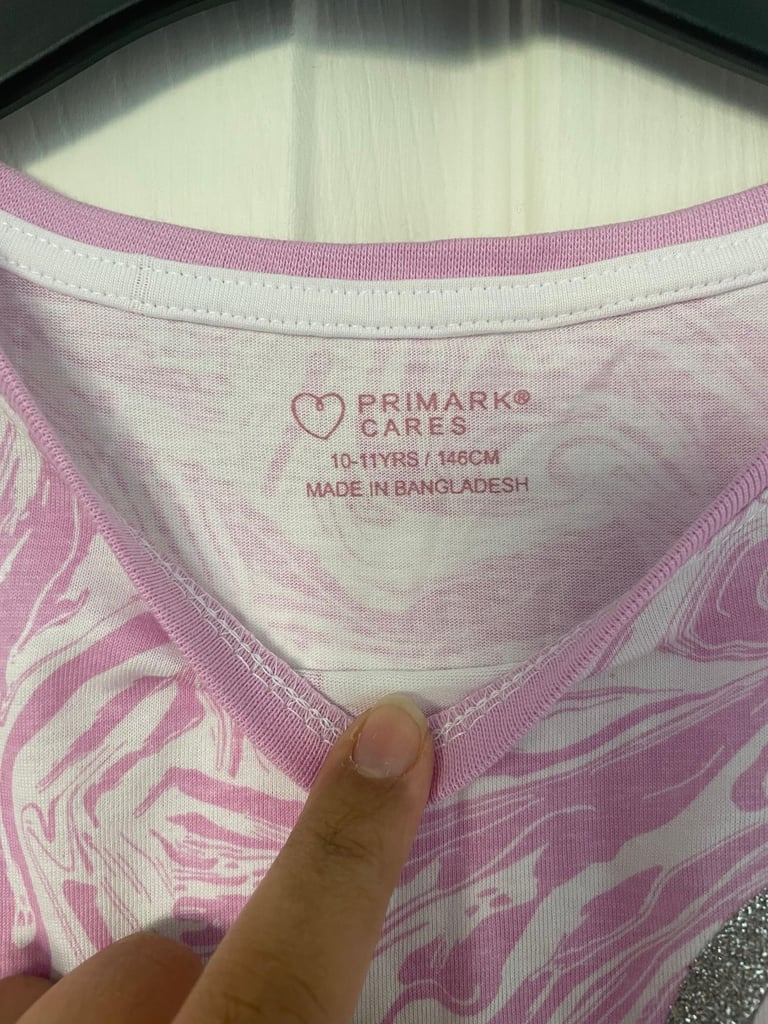 PRIMARK®
CARES
10-11YRS / 146CM
MADE IN BANGLADESH